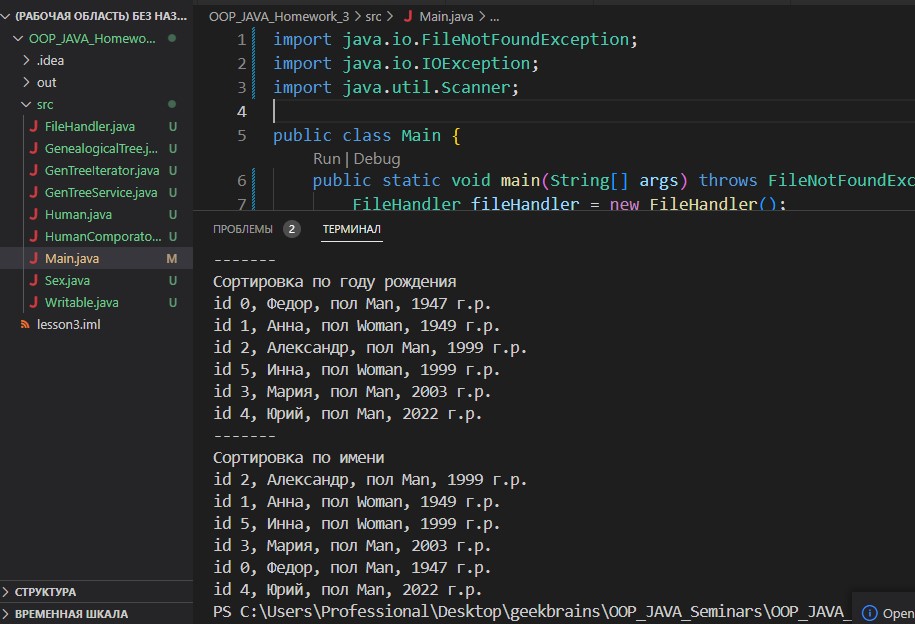 (РАБОЧАЯ ОБЛАСТЬ) БЕЗ НАЗ...
OOP_JAVA_Homewo...
.idea
out
src
FileHandler.java U
GenealogicalTree.j... U
GenTreeIterator.java U
GenTreeService.java U
Human.java U
HumanComporato... U
Main.java M
Sex.java U
Writable.java U
lesson3.iml
СТРУКТУРА
ВРЕМЕННАЯ ШКАЛА
OOP_JAVA_Homework_3 > src > Main.java > ...
1 import java.io.FileNotFoundException;
2 import java.io.IOException;
3 import java.util.Scanner;
4
5 public class Main {
Run | Debug
6 public static void main(String[] args) throws FileNotFoundExc
7 FileHandler fileHandler = new FileHandler();
ПРОБЛЕМЫ 2 ТЕРМИНАЛ
-------
Сортировка по году рождения
id 0, Федор, пол Man, 1947 г.р.
id 1, Анна, пол Woman, 1949 г.р.
id 2, Александр, пол Man, 1999 г.р.
id 5, Инна, пол Woman, 1999 г.р.
id 3, Мария, пол Man, 2003 г.р.
id 4, Юрий, пол Man, 2022 г.р.
-------
Сортировка по имени
id 2, Александр, пол Man, 1999 г.р.
id 1, Анна, пол Woman, 1949 г.р.
id 5, Инна, пол Woman, 1999 г.р.
id 3, Мария, пол Man, 2003 г.р.
id 0, Федор, пол Man, 1947 г.р.
id 4, Юрий, пол Man, 2022 г.р.
PS C:\Users\Professional\Desktop\geekbrains\OOP_JAVA_Seminars\OOP_JAVA_
Open